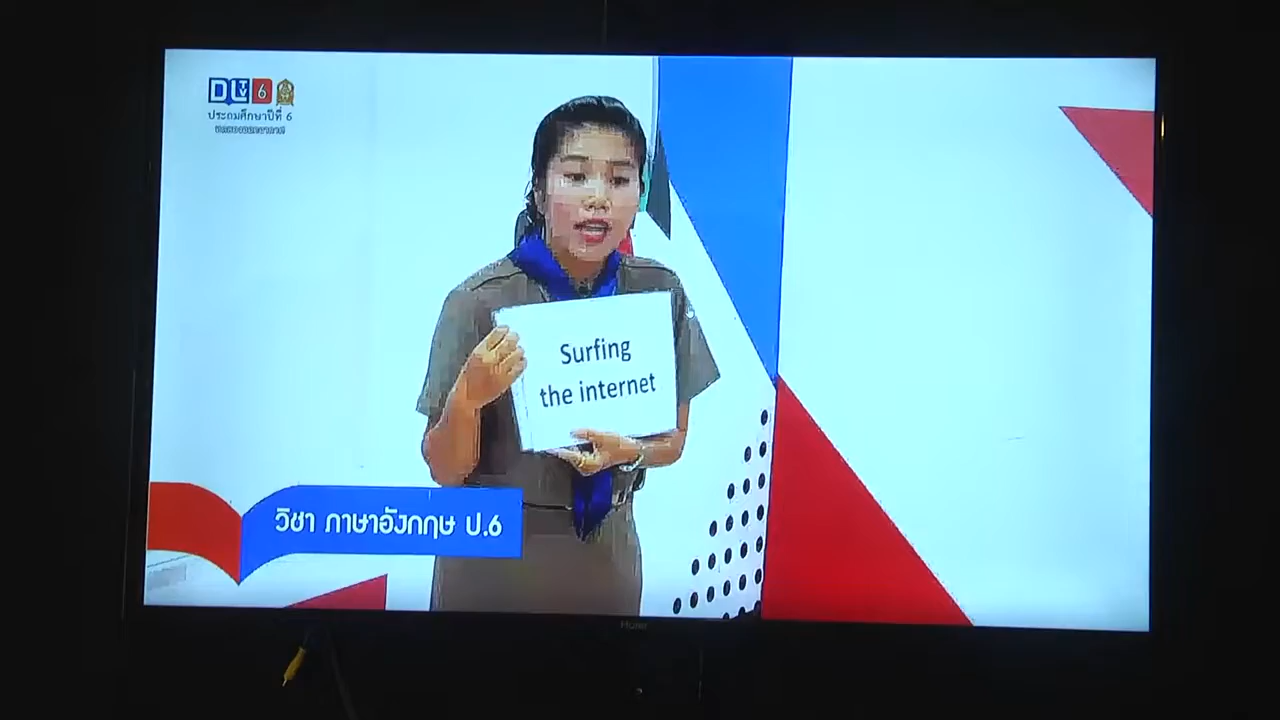 DLTV 6
ประถมศึกษาปีที่ 6
Surfing
the internet
วิชา ภาษาอังกฤษ ป.6
Haier